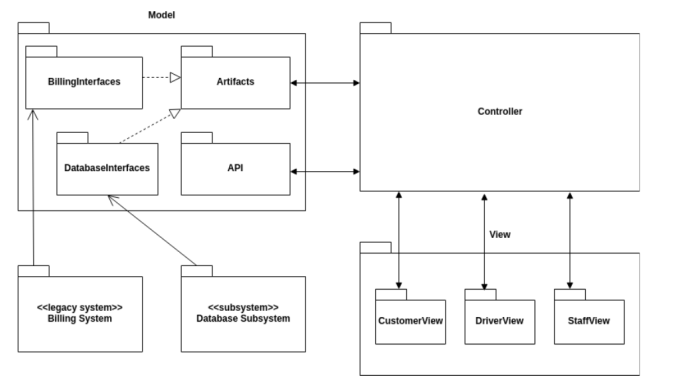 Model
BillingInterfaces
Artifacts
Controller
DatabaseInterfaces
API
View
<<legacy system>>
Billing System
<<subsystem>>
Database Subsystem
CustomerView
DriverView
StaffView